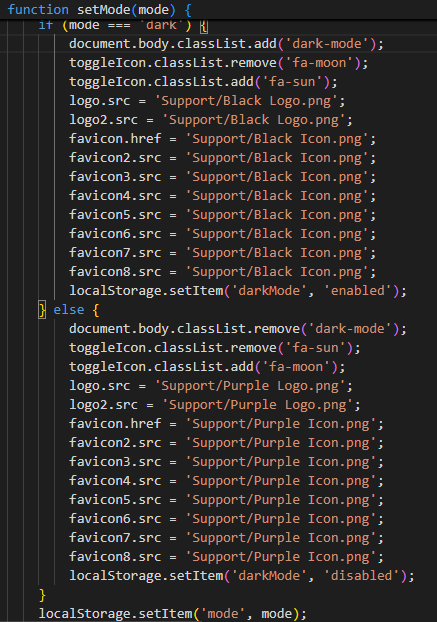 function setMode(mode) {
if (mode === 'dark') {
document.body.classList.add('dark-mode');
toggleIcon.classList.remove('fa-moon');
toggleIcon.classList.add('fa-sun');
logo.src = 'Support/Black Logo.png';
logo2.src = 'Support/Black Logo.png';
favicon.href = 'Support/Black Icon.png';
favicon2.src = 'Support/Black Icon.png';
favicon3.src = 'Support/Black Icon.png';
favicon4.src = 'Support/Black Icon.png';
favicon5.src = 'Support/Black Icon.png';
favicon6.src = 'Support/Black Icon.png';
favicon7.src = 'Support/Black Icon.png';
favicon8.src = 'Support/Black Icon.png';
localStorage.setItem('darkMode', 'enabled');
} else {
document.body.classList.remove('dark-mode');
toggleIcon.classList.remove('fa-sun');
toggleIcon.classList.add('fa-moon');
logo.src = 'Support/Purple Logo.png';
logo2.src = 'Support/Purple Logo.png';
favicon.href = 'Support/Purple Icon.png';
favicon2.src = 'Support/Purple Icon.png';
favicon3.src = 'Support/Purple Icon.png';
favicon4.src = 'Support/Purple Icon.png';
favicon5.src = 'Support/Purple Icon.png';
favicon6.src = 'Support/Purple Icon.png';
favicon7.src = 'Support/Purple Icon.png';
favicon8.src = 'Support/Purple Icon.png';
localStorage.setItem('darkMode', 'disabled');
}
localStorage.setItem('mode', mode);